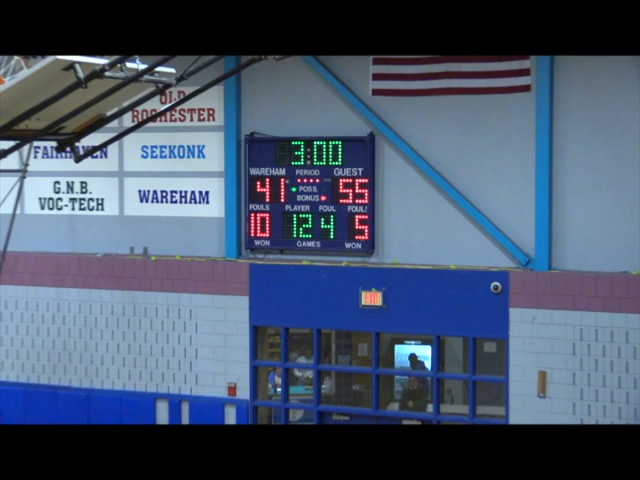 OLD
ROCHESTER
FAIRHAVEN
SEEKONK
G.N.B.
VOC-TECH
WAREHAM
3:00
WAREHAM PERIOD GUEST
41 POSS. 55
BONUS
FOULS PLAYER FOUL FOULS
10 12 4 5
WON GAMES WON
EXIT